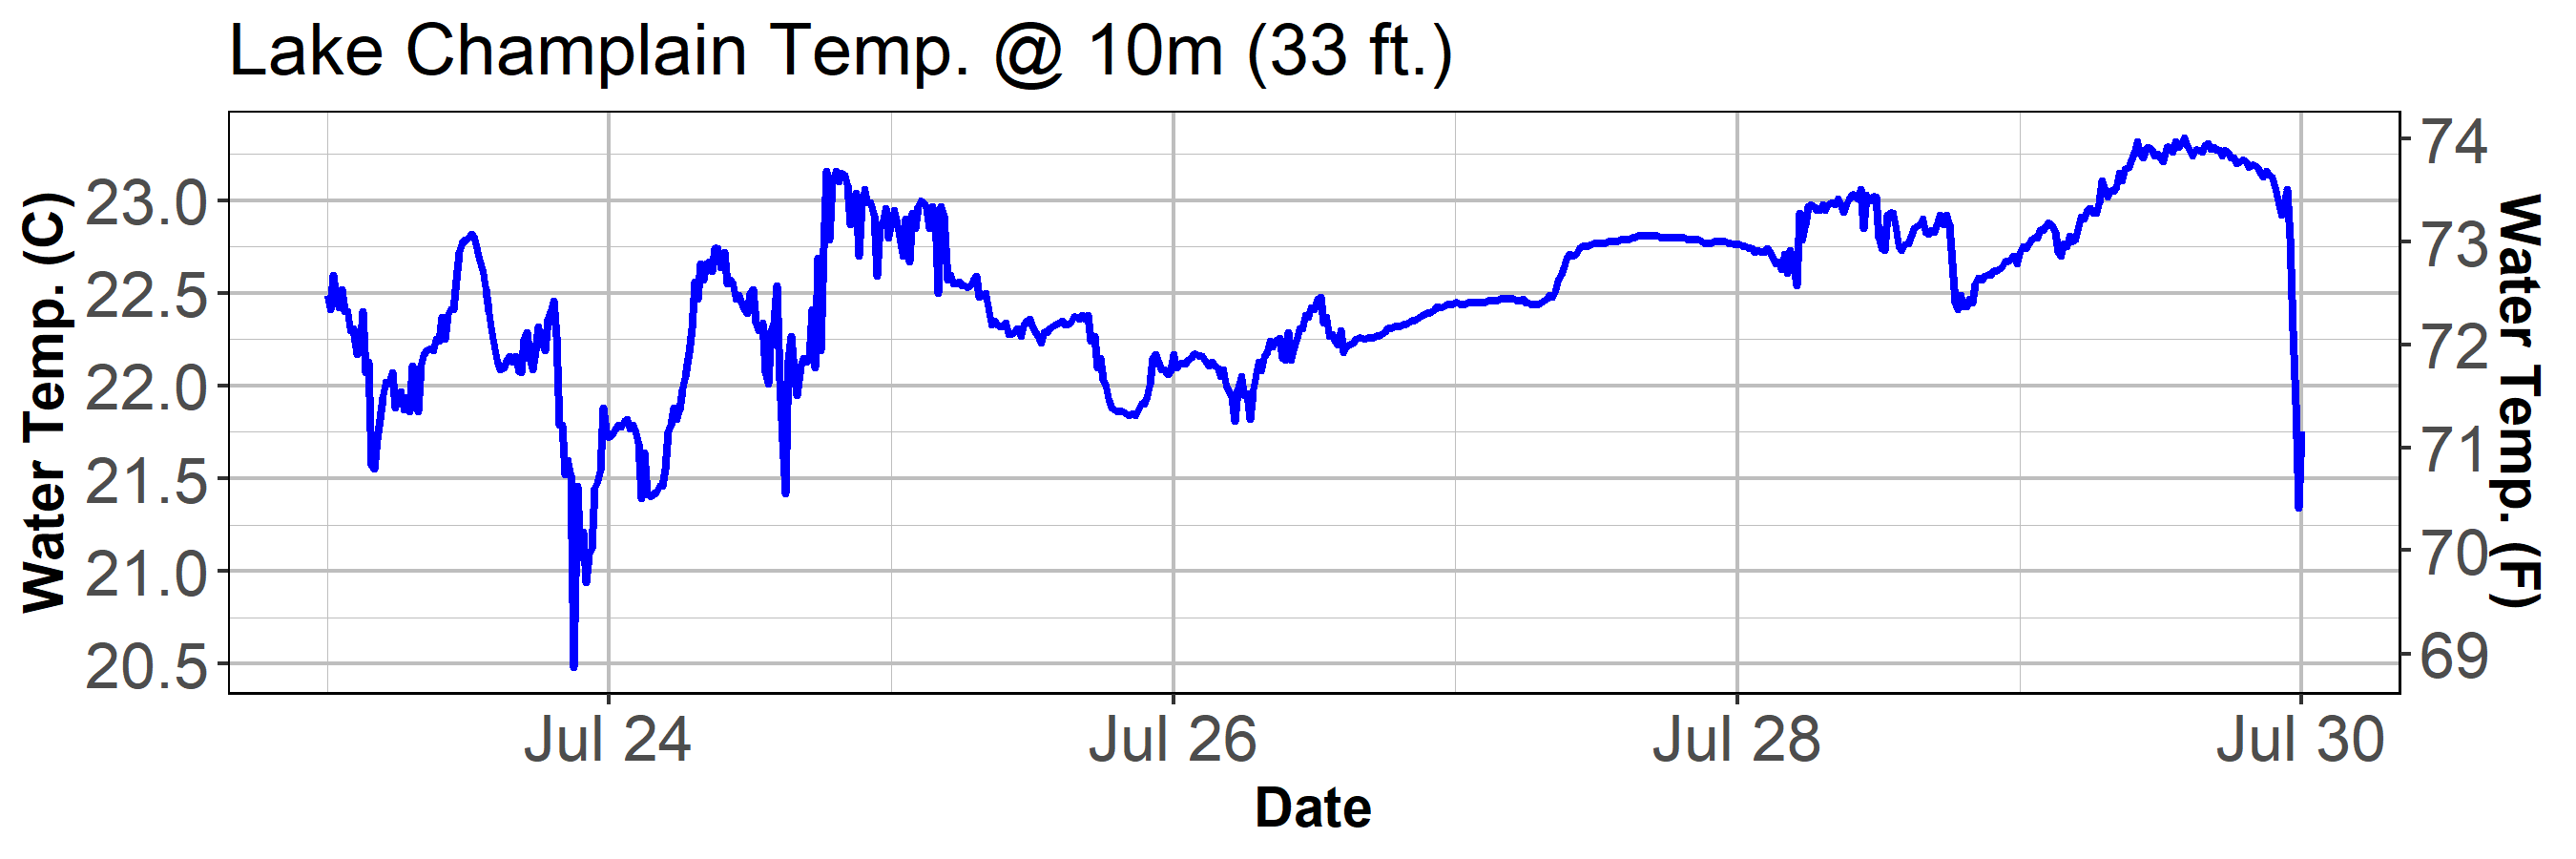 Lake Champlain Temp. @ 10m (33 ft.)
Water Temp. (C)
23.0
22.5
22.0
21.5
21.0
20.5
74
73
72
71
70
69
Water Temp. (F)
Jul 24
Jul 26
Jul 28
Jul 30
Date